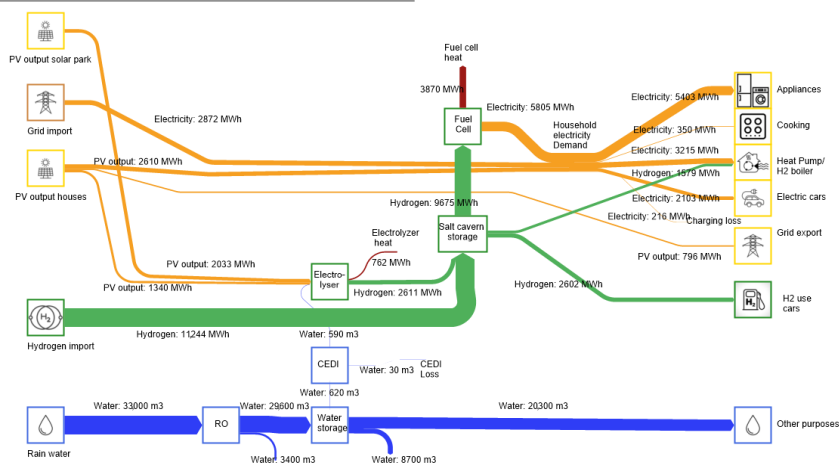 Fuel cell
heat
PV output solar park
3870 MWh
Electricity: 5403 MWh
Appliances
Grid import
Electricity: 2872 MWh
Electricity: 5805 MWh
Fuel
Cell
Household
electricity
Demand
Electricity: 350 MWh
Cooking
PV output: 2610 MWh
Electricity: 3215 MWh
Hydrogen: 1579 MWh
Heat Pump/
H2 boiler
PV output houses
Hydrogen: 9675 MWh
Electricity: 2103 MWh
Electric cars
Electricity: 216 MWh
Charging loss
Salt cavern
storage
Grid export
Electrolyzer
heat
762 MWh
PV output: 796 MWh
PV output: 2033 MWh
PV output: 1340 MWh
Electro-
lyser
Hydrogen: 2611 MWh
Hydrogen: 2602 MWh
H2
H2 use
cars
H2
Hydrogen import
Hydrogen: 11244 MWh
Water: 590 m3
CEDI
Water: 30 m3
CEDI
Loss
Water: 620 m3
Water: 33000 m3
Water: 29600 m3
Water: 20300 m3
RO
Water
storage
Other purposes
Rain water
Water: 3400 m3
Water: 8700 m3